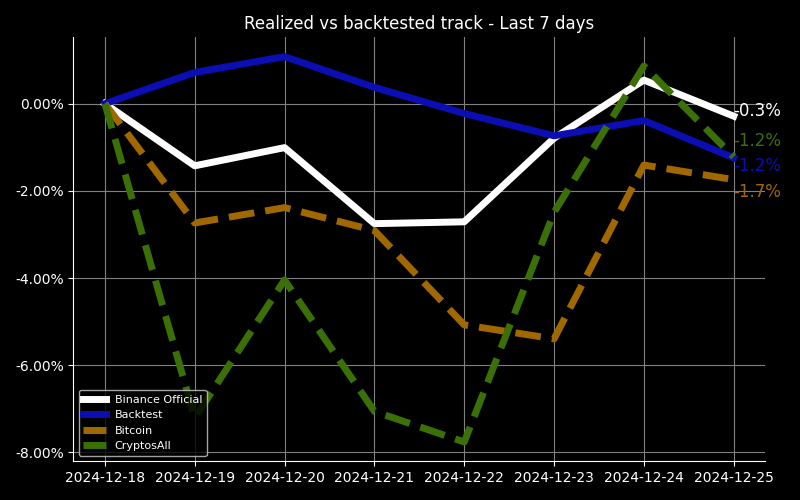 Realized vs backtested track - Last 7 days
0.00%
-2.00%
-4.00%
-6.00%
-8.00%
-0.3%
-1.2%
-1.2%
-1.7%
Binance Official
Backtest
Bitcoin
CryptosAll
2024-12-18 2024-12-19 2024-12-20 2024-12-21 2024-12-22 2024-12-23 2024-12-24 2024-12-25